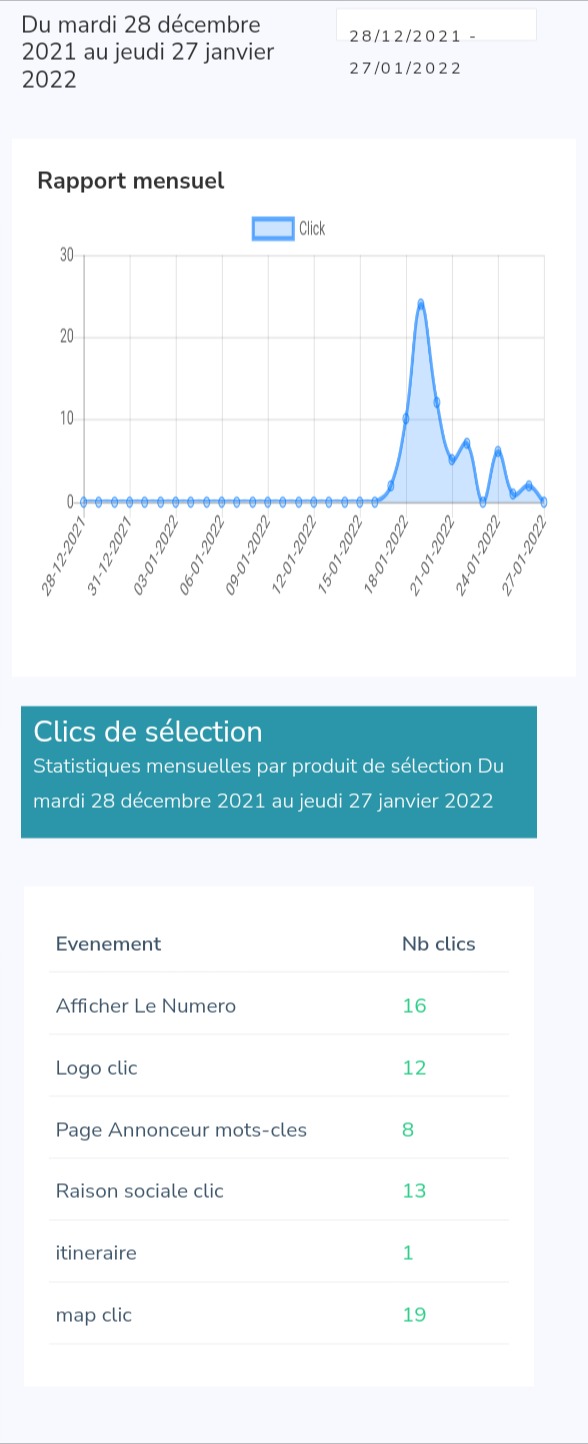 Du mardi 28 décembre
2021 au jeudi 27 janvier
2022
28/12/2021 -
27/01/2022
Rapport mensuel
Click
30
20
10
0
28-12-2021
31-12-2021
03-01-2022
06-01-2022
09-01-2022
12-01-2022
15-01-2022
18-01-2022
21-01-2022
24-01-2022
27-01-2022
Clics de sélection
Statistiques mensuelles par produit de sélection Du
mardi 28 décembre 2021 au jeudi 27 janvier 2022
Evenement Nb clics
Afficher Le Numero 16
Logo clic 12
Page Annonceur mots-cles 8
Raison sociale clic 13
itineraire 1
map clic 19